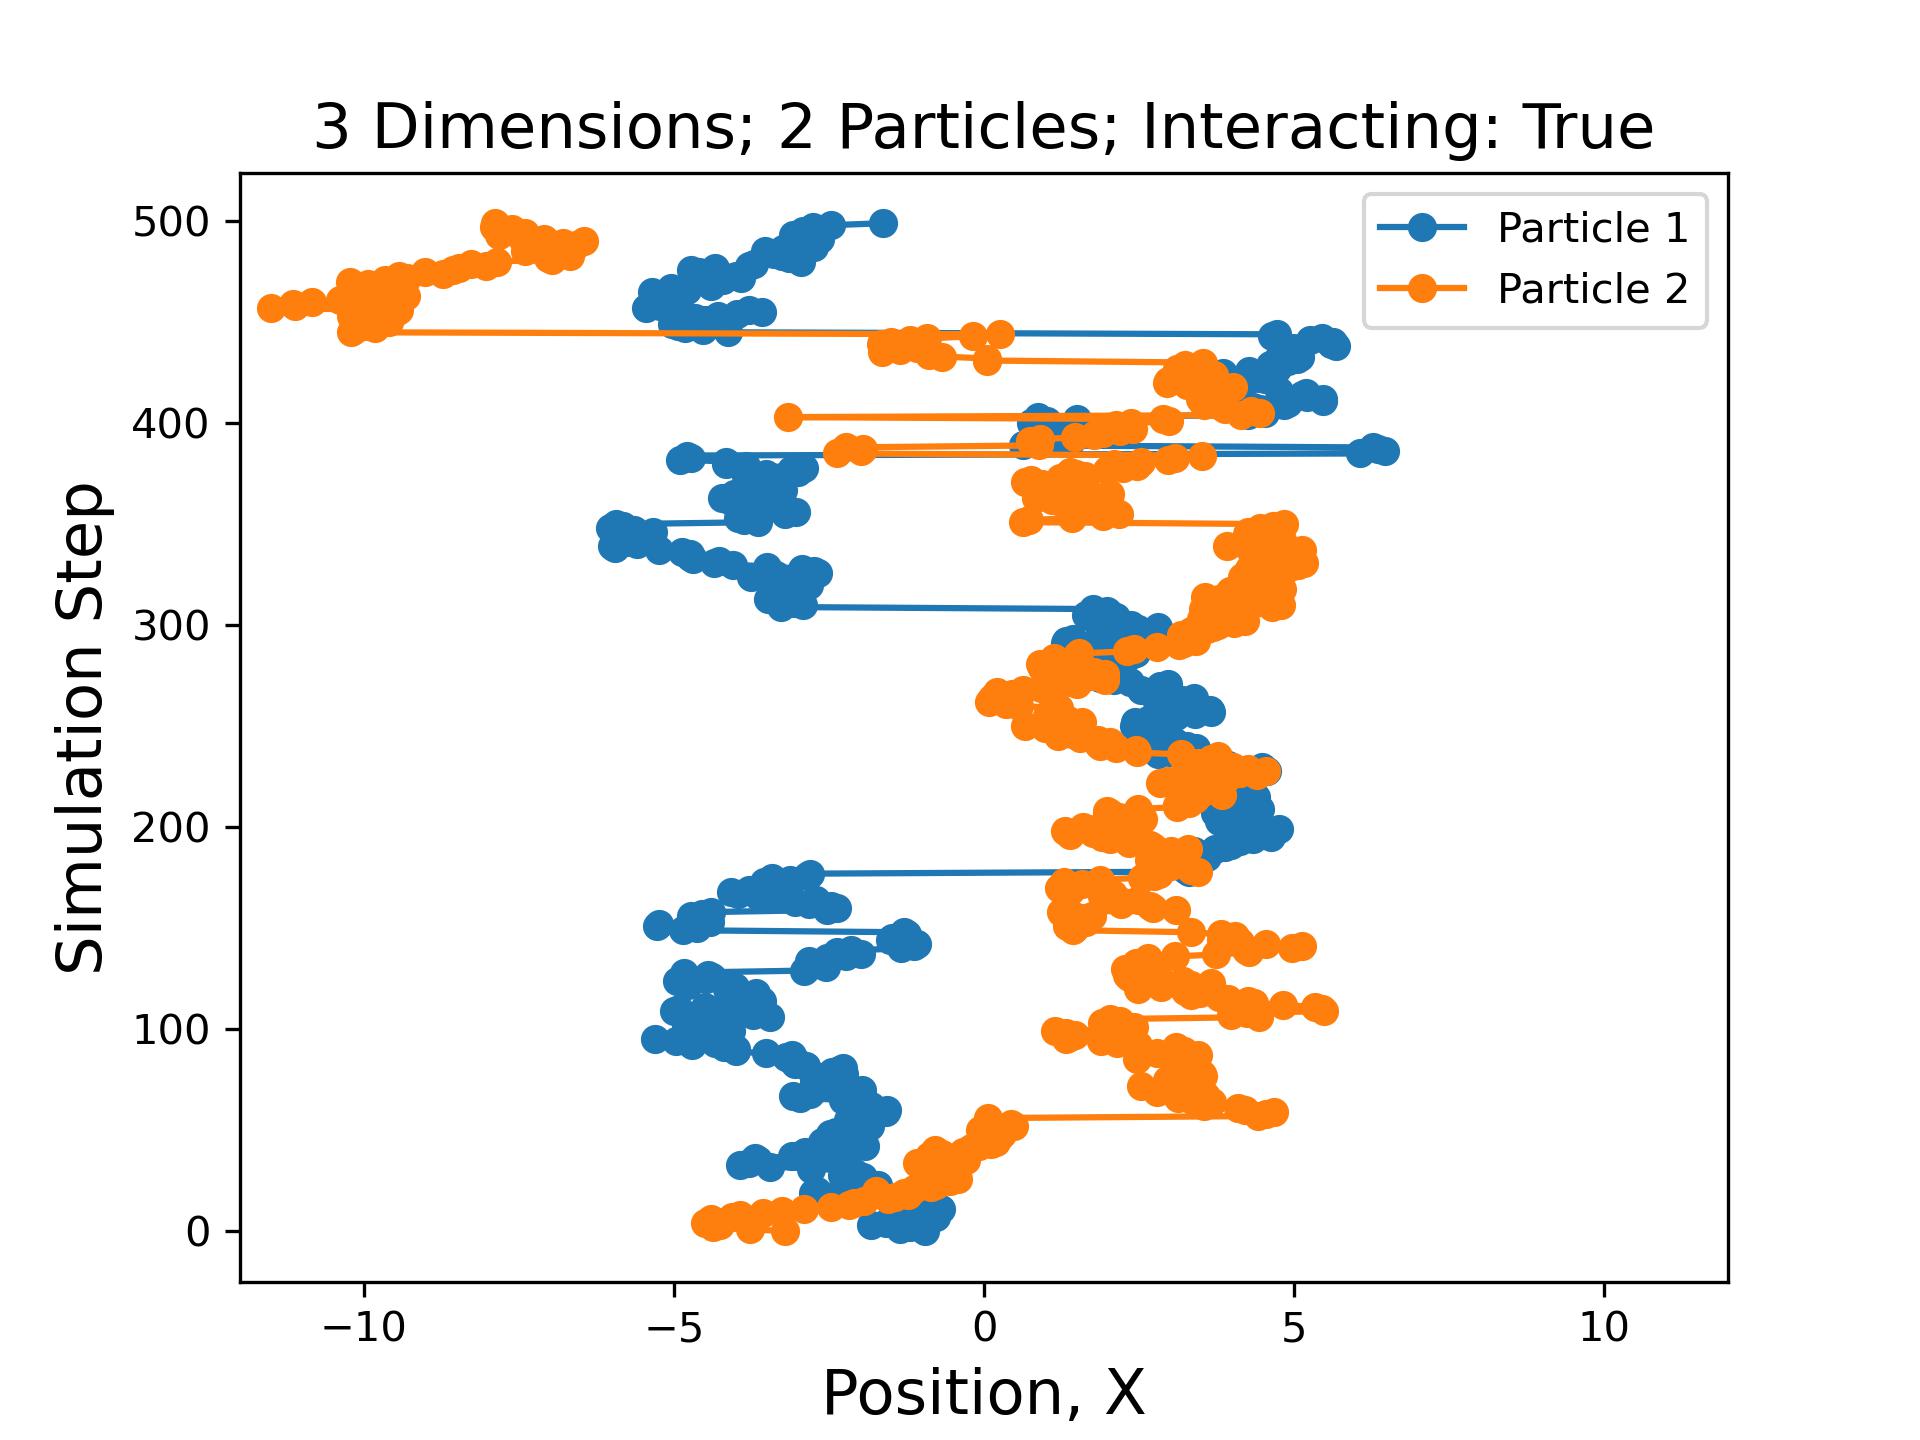 3 Dimensions; 2 Particles; Interacting: True
Particle 1
Particle 2
500
400
300
200
100
0
Simulation Step
−10
−5
0
5
10
Position, X